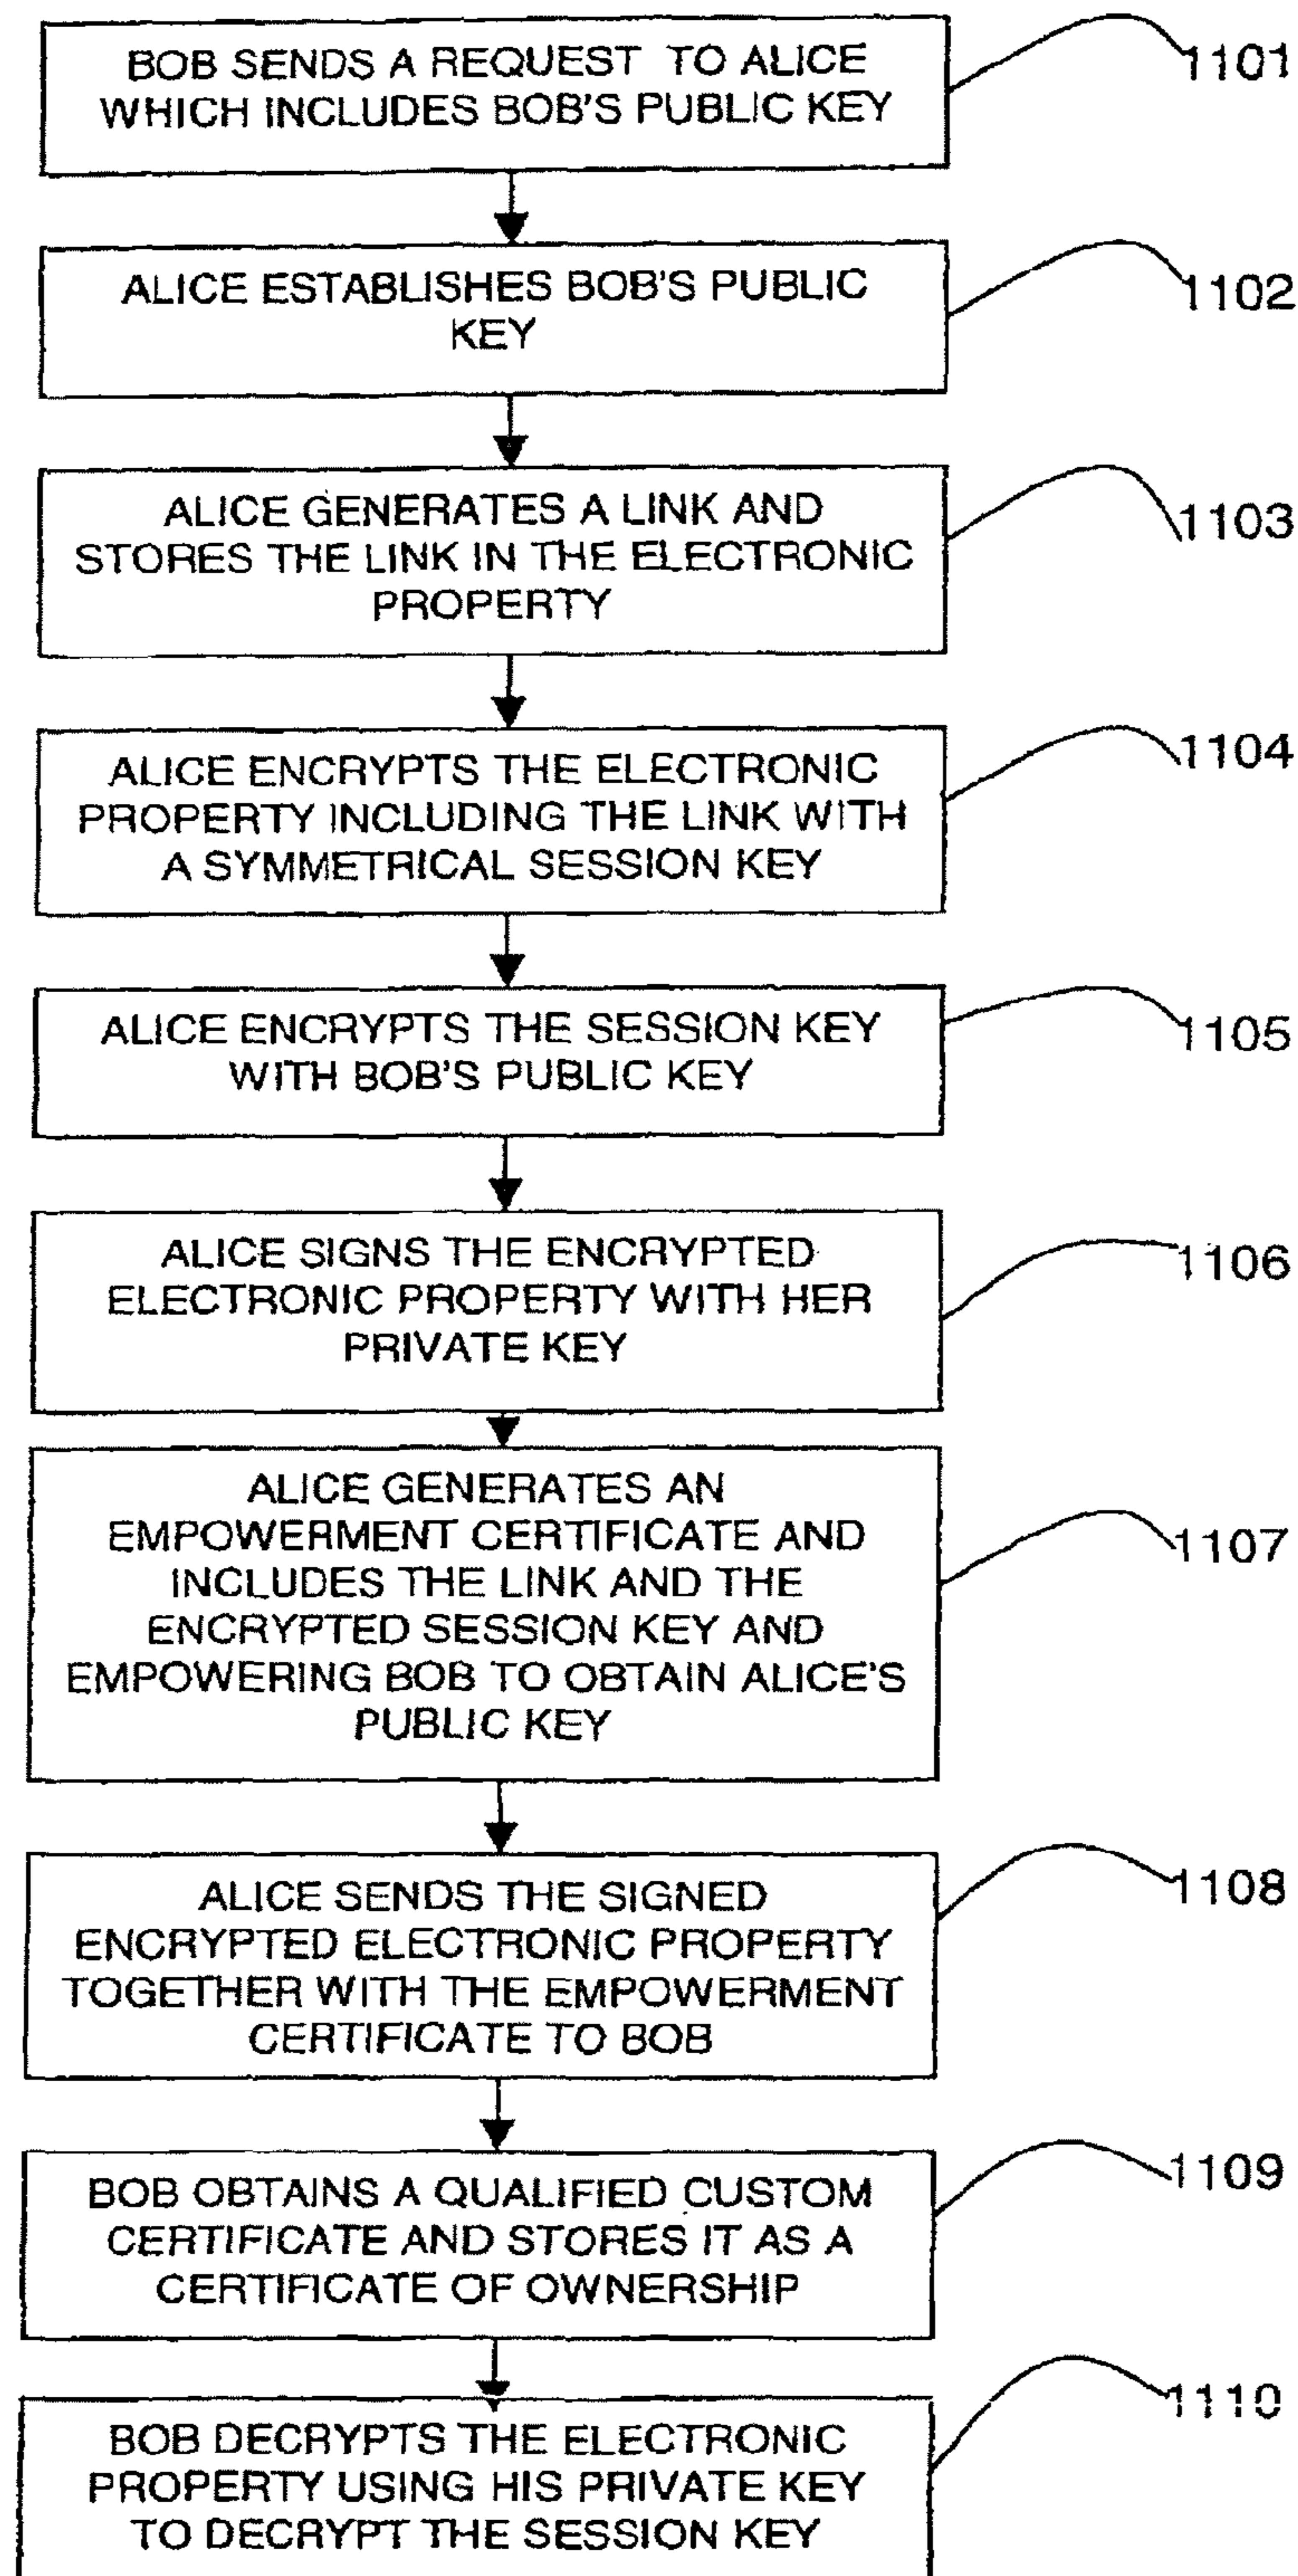 BOB SENDS A REQUEST TO ALICE
WHICH INCLUDES BOB'S PUBLIC KEY
1101
ALICE ESTABLISHES BOB'S PUBLIC
KEY
1102
ALICE GENERATES A LINK AND
STORES THE LINK IN THE ELECTRONIC
PROPERTY
1103
ALICE ENCRYPTS THE ELECTRONIC
PROPERTY INCLUDING THE LINK WITH
A SYMMETRICAL SESSION KEY
1104
ALICE ENCRYPTS THE SESSION KEY
WITH BOB'S PUBLIC KEY
1105
ALICE SIGNS THE ENCRYPTED
ELECTRONIC PROPERTY WITH HER
PRIVATE KEY
1106
ALICE GENERATES AN
EMPOWERMENT CERTIFICATE AND
INCLUDES THE LINK AND THE
ENCRYPTED SESSION KEY AND
EMPOWERING BOB TO OBTAIN ALICE'S
PUBLIC KEY
1107
ALICE SENDS THE SIGNED
ENCRYPTED ELECTRONIC PROPERTY
TOGETHER WITH THE EMPOWERMENT
CERTIFICATE TO BOB
1108
BOB OBTAINS A QUALIFIED CUSTOM
CERTIFICATE AND STORES IT AS A
CERTIFICATE OF OWNERSHIP
1109
BOB DECRYPTS THE ELECTRONIC
PROPERTY USING HIS PRIVATE KEY
TO DECRYPT THE SESSION KEY
1110